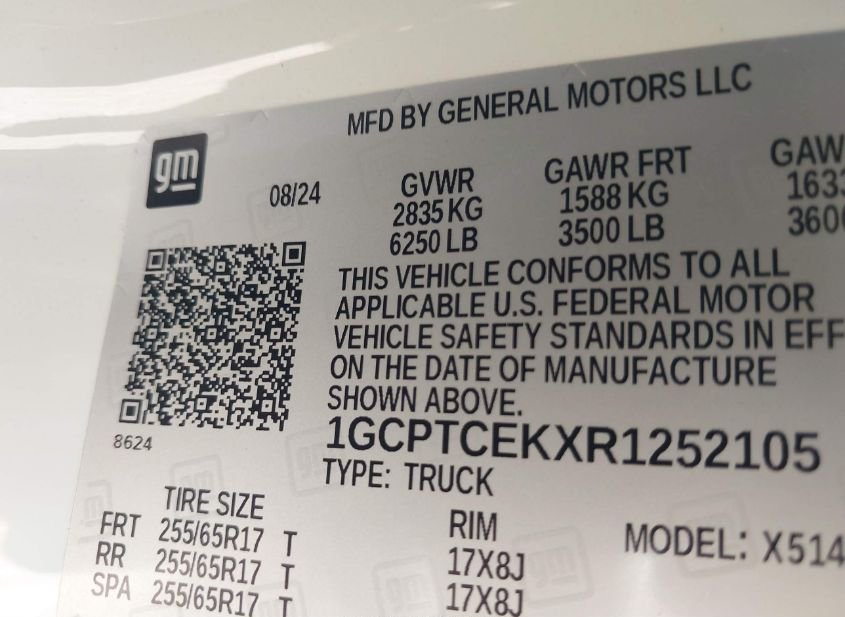 MFD BY GENERAL MOTORS LLC
gm
08/24
GVWR GAWR FRT
2835 KG 1588 KG
6250 LB 3500 LB
THIS VEHICLE CONFORMS TO ALL
APPLICABLE U.S. FEDERAL MOTOR
VEHICLE SAFETY STANDARDS IN
ON THE DATE OF MANUFACTURE
SHOWN ABOVE.
8624
1GCPTCEKXR1252105
TYPE: TRUCK
TIRE SIZE RIM MODEL: X514
FRT 255/65R17 T 17X8J
RR 255/65R17 T 17X8J
SPA 255/65R17 T